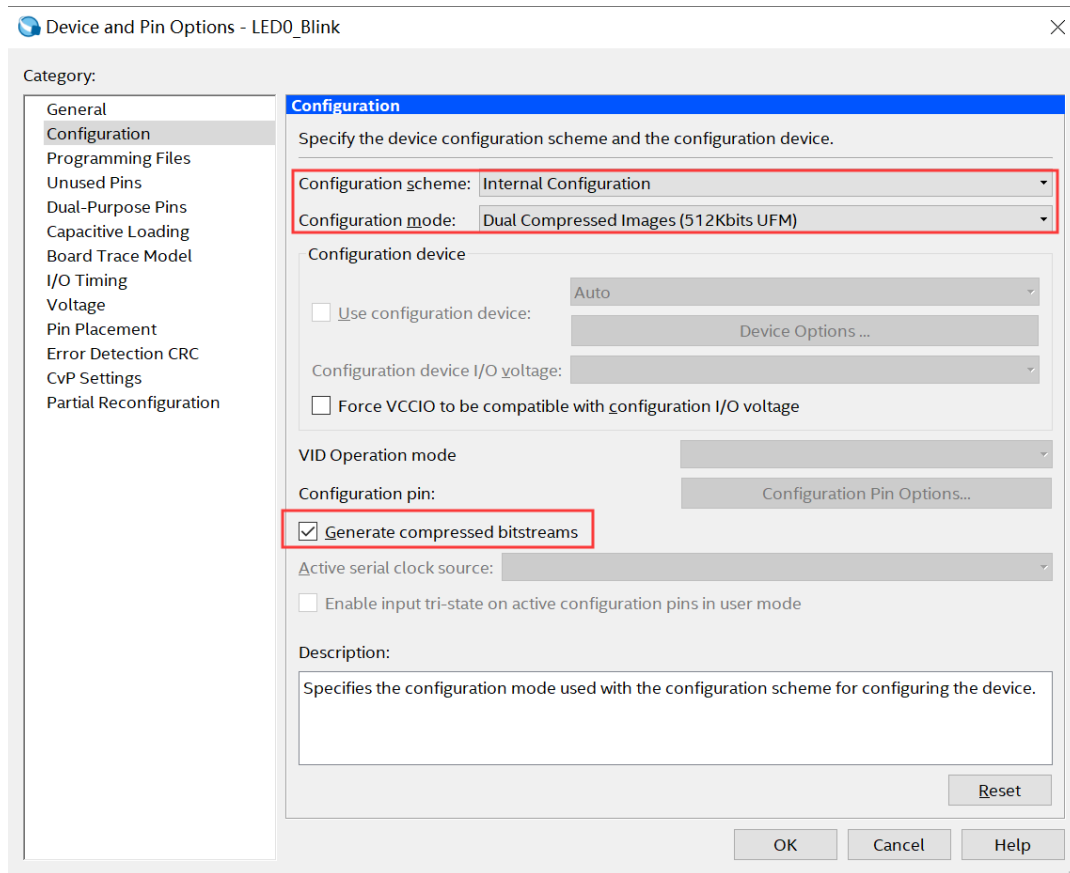 Device and Pin Options - LED0_Blink
Category:
General
Configuration
Programming Files
Unused Pins
Dual-Purpose Pins
Capacitive Loading
Board Trace Model
I/O Timing
Voltage
Pin Placement
Error Detection CRC
CvP Settings
Partial Reconfiguration
Configuration
Specify the device configuration scheme and the configuration device.
Configuration scheme: Internal Configuration
Configuration mode: Dual Compressed Images (512Kbits UFM)
Configuration device
Auto
Use configuration device:
Device Options ...
Configuration device I/O voltage:
Force VCCIO to be compatible with configuration I/O voltage
VID Operation mode
Configuration pin: Configuration Pin Options...
Generate compressed bitstreams
Active serial clock source:
Enable input tri-state on active configuration pins in user mode
Description:
Specifies the configuration mode used with the configuration scheme for configuring the device.
Reset
OK Cancel Help